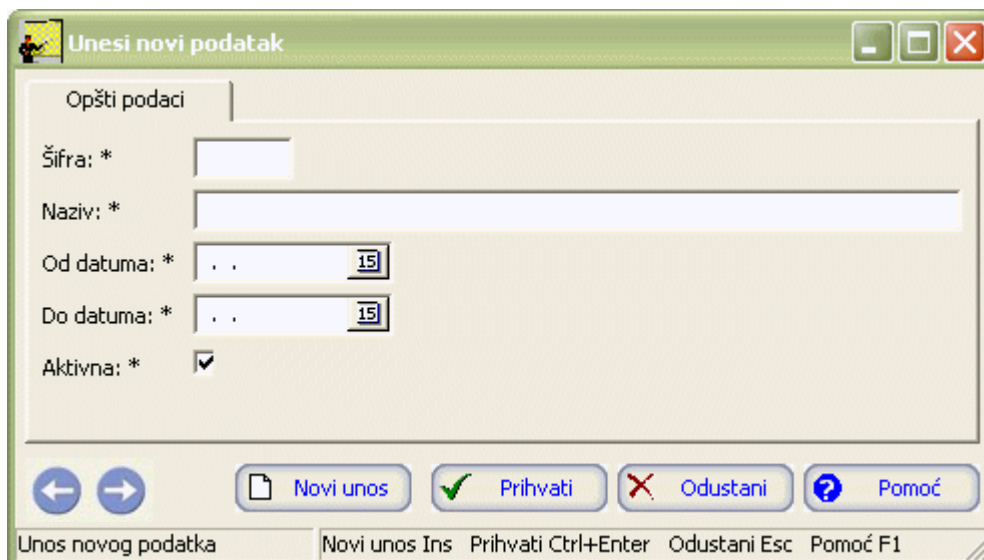 Unesi novi podatak
Opšti podaci
Šifra: *
Naziv: *
Od datuma: * . . 15
Do datuma: * . . 15
Aktivna: *
Novi unos Prihvati Odustani Pomoć
Unos novog podatka Novi unos Ins Prihvati Ctrl+Enter Odustani Esc Pomoć F1